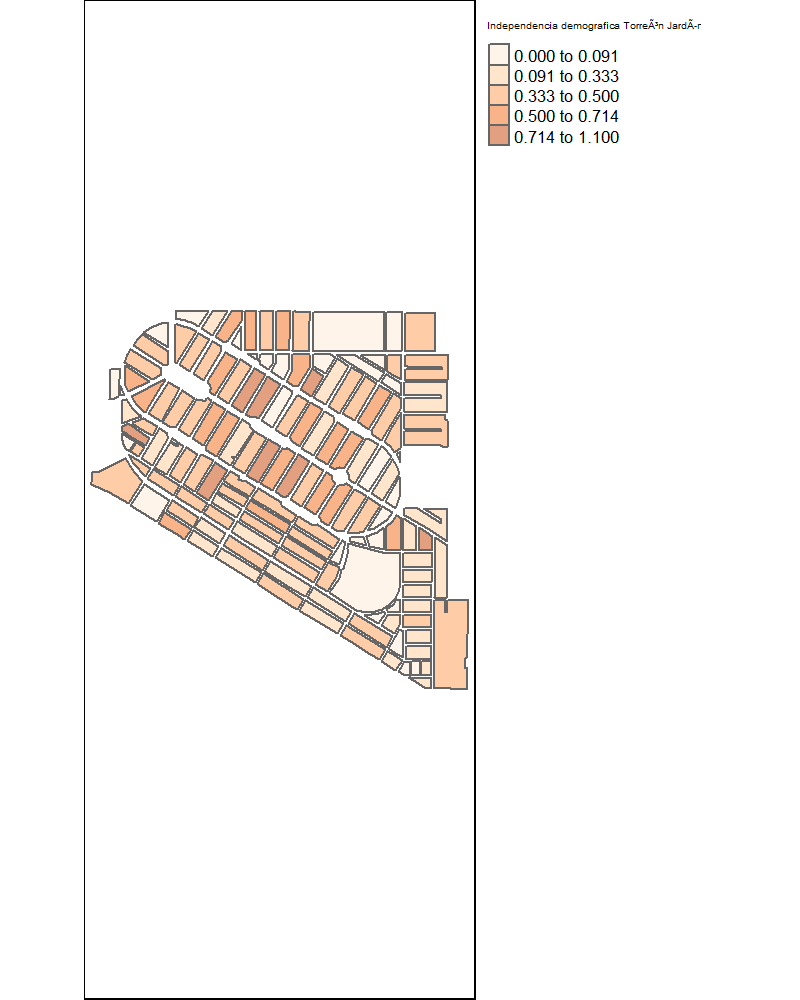 Independencia demografica TorreÃ³n JardÃ-r
0.000 to 0.091
0.091 to 0.333
0.333 to 0.500
0.500 to 0.714
0.714 to 1.100